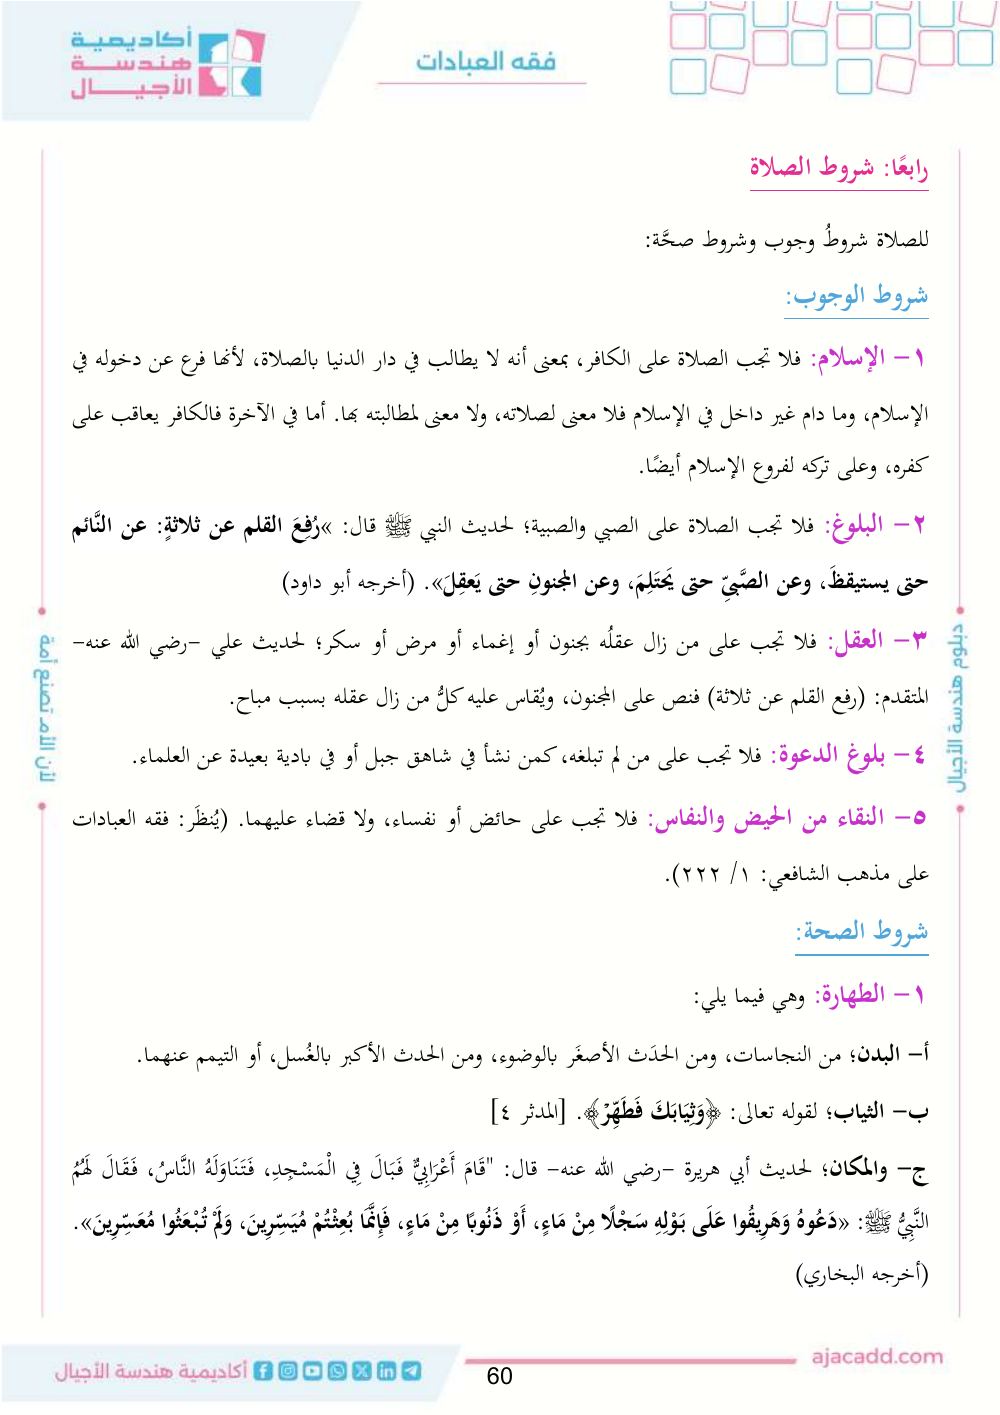 أكاديمية
هندسة
الأجيال
فقه العبادات
رابعًا: شروط الصلاة
للصلاة شروطُ وجوب وشروط صحَّة:
شروط الوجوب:
١- الإسلام: فلا تجب الصلاة على الكافر، بمعنى أنه لا يطالب في دار الدنيا بالصلاة، لأنها فرع عن دخوله في
الإسلام، وما دام غير داخل في الإسلام فلا معنى لصلاته، ولا معنى لمطالبته بها. أما في الآخرة فالكافر يعاقب على
كفره، وعلى تركه لفروع الإسلام أيضًا.
٢- البلوغ: فلا تجب الصلاة على الصبي والصبية؛ لحديث النبي ﷺ قال: »رُفِعَ القلم عن ثلاثةٍ: عن النَّائم
حتى يستيقظَ، وعن الصَّبيِّ حتى يَحتَلِمَ، وعن المجنونِ حتى يَعقِلَ«. (أخرجه أبو داود)
٣- العقل: فلا تجب على من زال عقلُه بجنون أو إغماء أو مرض أو سكر؛ لحديث علي -رضي الله عنه-
المتقدم: (رفع القلم عن ثلاثة) فنص على المجنون، ويُقاس عليه كلُّ من زال عقله بسبب مباح.
٤- بلوغ الدعوة: فلا تجب على من لم تبلغه، كمن نشأ في شاهق جبل أو في بادية بعيدة عن العلماء.
٥- النقاء من الحيض والنفاس: فلا تجب على حائض أو نفساء، ولا قضاء عليهما. (يُنظَر: فقه العبادات
على مذهب الشافعي: ١/ ٢٢٢).
شروط الصحة:
١- الطهارة: وهي فيما يلي:
أ- البدن؛ من النجاسات، ومن الحدَث الأصغَر بالوضوء، ومن الحدث الأكبر بالغُسل، أو التيمم عنهما.
ب- الثياب؛ لقوله تعالى: ﴿وَثِيَابَكَ فَطَهِّرْ﴾. [المدثر ٤]
ج- والمكان؛ لحديث أبي هريرة -رضي الله عنه- قال: "قَامَ أَعْرَابِيٌّ فَبَالَ فِي الْمَسْجِدِ، فَتَنَاوَلَهُ النَّاسُ، فَقَالَ لَهُمُ
النَّبِيُّ ﷺ: «دَعُوهُ وَهَرِيقُوا عَلَى بَوْلِهِ سَجْلًا مِنْ مَاءٍ، أَوْ ذَنُوبًا مِنْ مَاءٍ، فَإِنَّمَا بُعِثْتُمْ مُيَسِّرِينَ، وَلَمْ تُبْعَثُوا مُعَسِّرِينَ».
(أخرجه البخاري)
دبلوم هندسة الأجيال
لأن الأم تصنع أمة
أكاديمية هندسة الأجيال
60
ajacadd.com